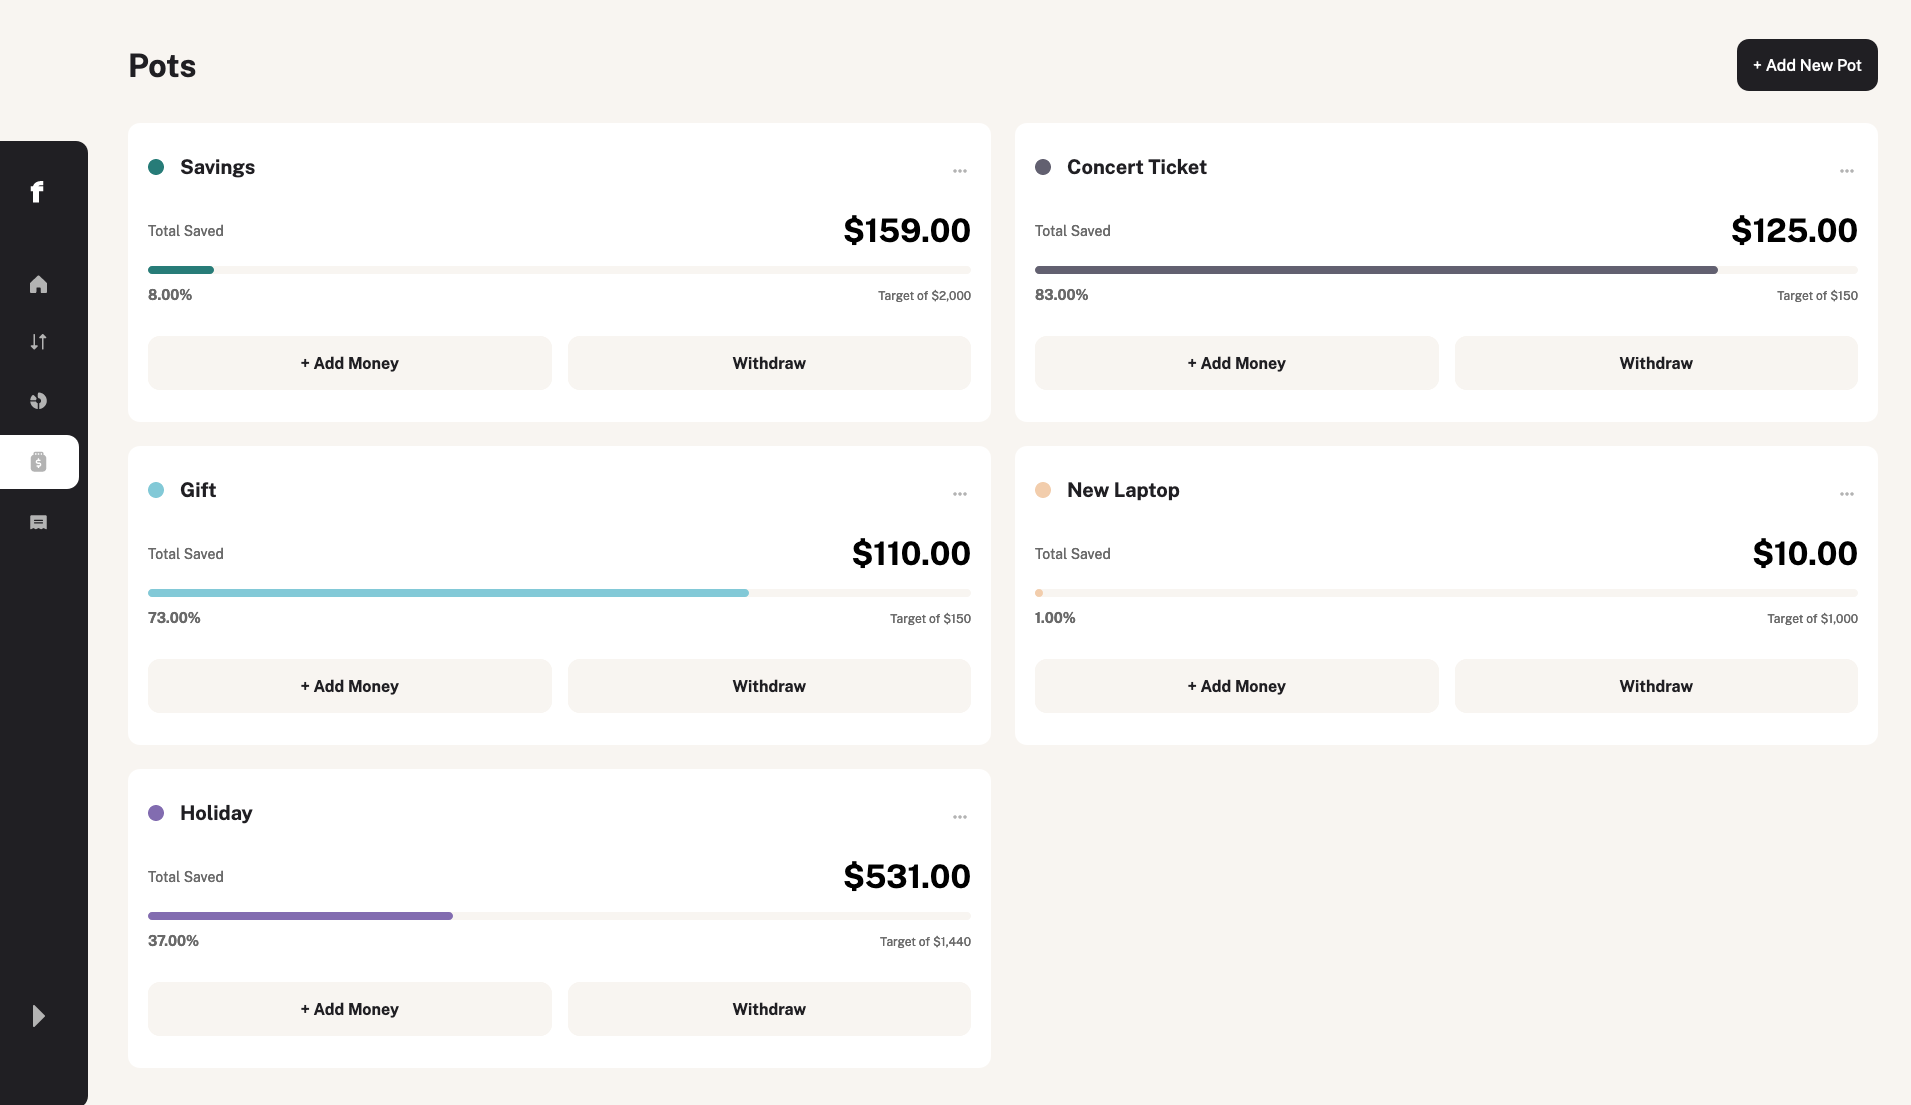 Pots
+ Add New Pot
f
Savings
...
Total Saved
$159.00
8.00%
Target of $2,000
+ Add Money
Withdraw
Concert Ticket
...
Total Saved
$125.00
83.00%
Target of $150
+ Add Money
Withdraw
Gift
...
Total Saved
$110.00
73.00%
Target of $150
+ Add Money
Withdraw
New Laptop
...
Total Saved
$10.00
1.00%
Target of $1,000
+ Add Money
Withdraw
Holiday
...
Total Saved
$531.00
37.00%
Target of $1,440
+ Add Money
Withdraw